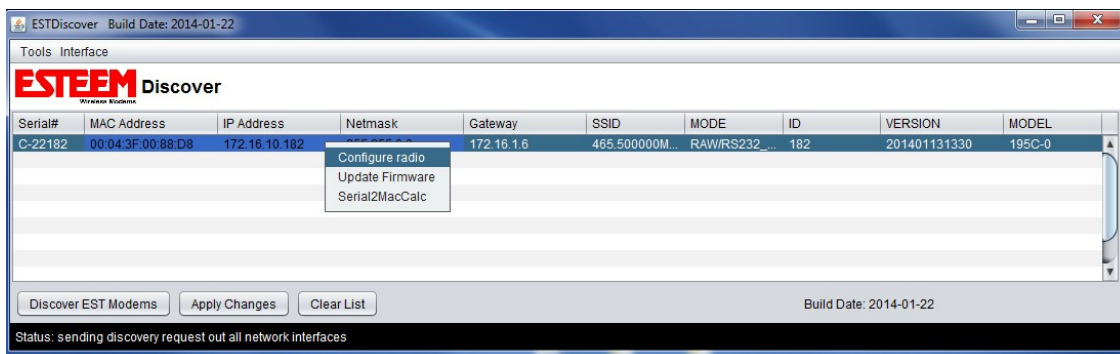 ESTDiscover Build Date: 2014-01-22
Tools Interface
ESTEEM Discover
Wireless Modems
Serial# MAC Address IP Address Netmask Gateway SSID MODE ID VERSION MODEL
C-22182 00:04:3F:00:88:D8 172.16.10.182 172.16.1.6 465.500000M... RAW/RS232_... 182 201401131330 195C-0
Configure radio
Update Firmware
Serial2MacCalc
Discover EST Modems Apply Changes Clear List Build Date: 2014-01-22
Status: sending discovery request out all network interfaces